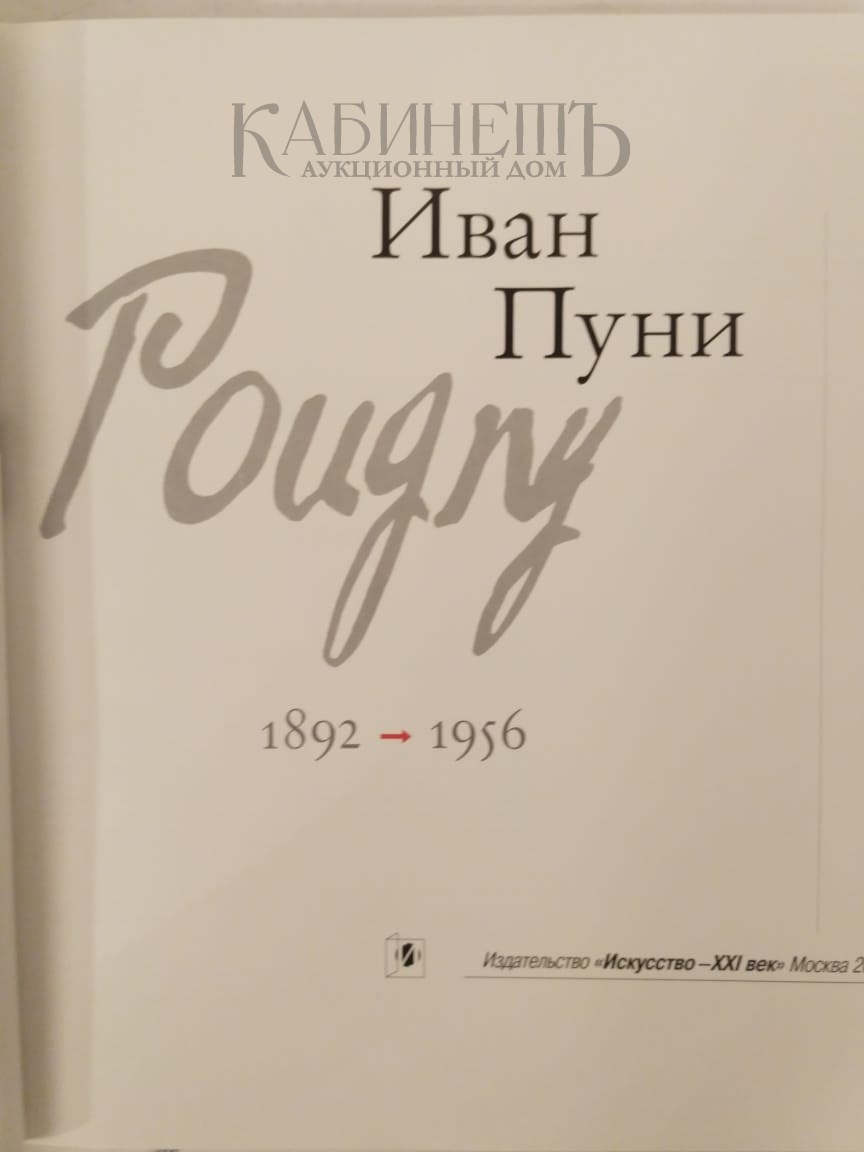 КАБИНЕТЪ
АУКЦИОННЫЙ ДОМ
Иван
Пуни
Pougny
1892 → 1956
И
Издательство «Искусство –XXI век» Москва